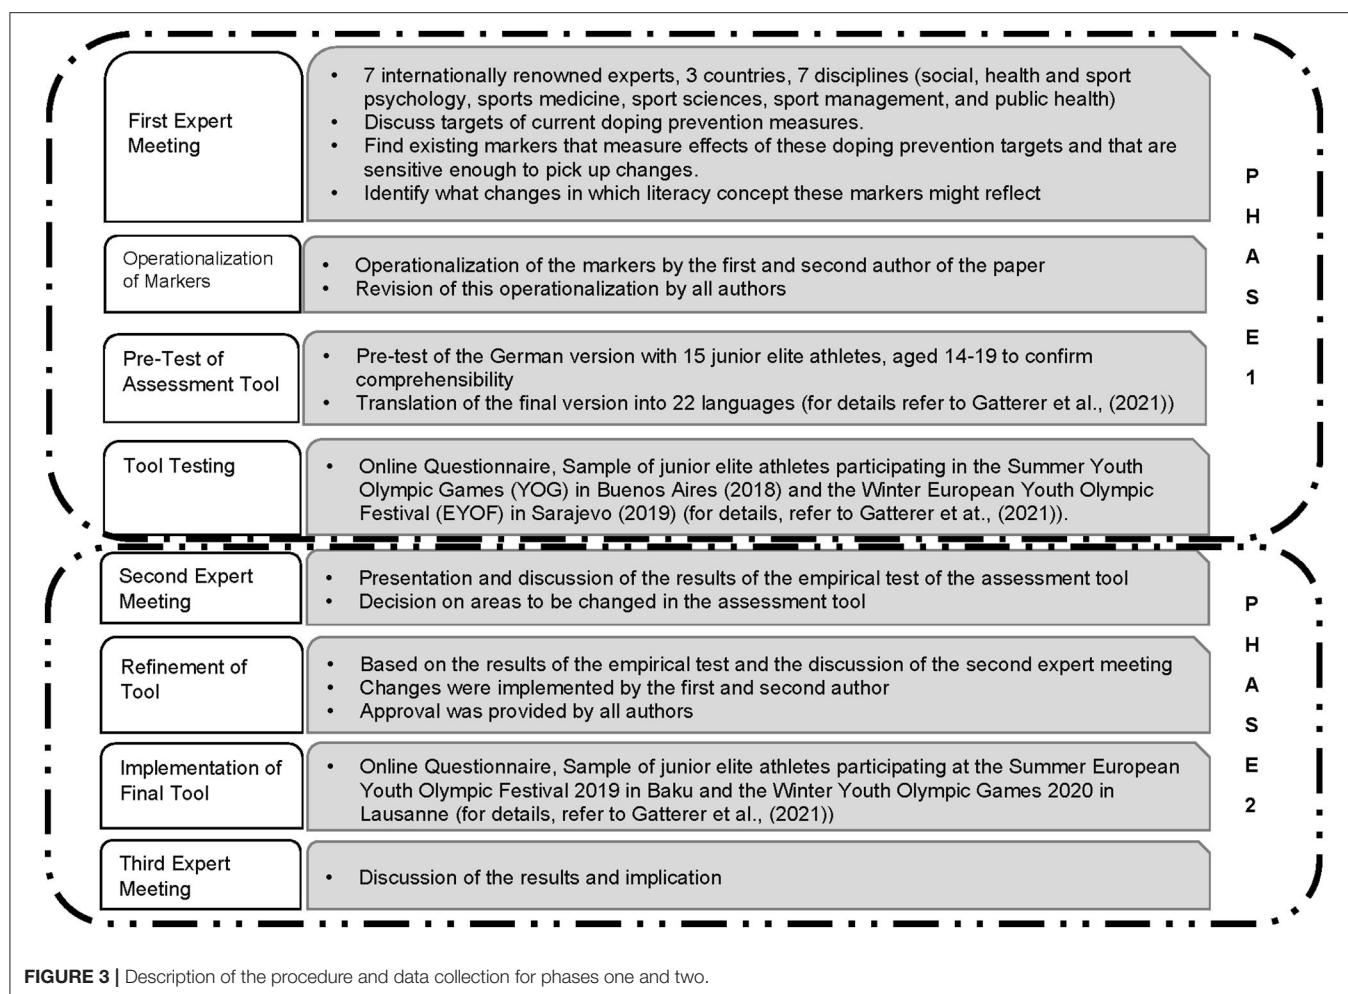 First Expert
Meeting
• 7 internationally renowned experts, 3 countries, 7 disciplines (social, health and sport
psychology, sports medicine, sport sciences, sport management, and public health)
• Discuss targets of current doping prevention measures.
• Find existing markers that measure effects of these doping prevention targets and that are
sensitive enough to pick up changes.
• Identify what changes in which literacy concept these markers might reflect
Operationalization
of Markers
• Operationalization of the markers by the first and second author of the paper
• Revision of this operationalization by all authors
Pre-Test of
Assessment Tool
• Pre-test of the German version with 15 junior elite athletes, aged 14-19 to confirm
comprehensibility
• Translation of the final version into 22 languages (for details refer to Gatterer et al., (2021))
Tool Testing
• Online Questionnaire, Sample of junior elite athletes participating in the Summer Youth
Olympic Games (YOG) in Buenos Aires (2018) and the Winter European Youth Olympic
Festival (EYOF) in Sarajevo (2019) (for details, refer to Gatterer et at., (2021)).
P
H
A
S
E
1
Second Expert
Meeting
• Presentation and discussion of the results of the empirical test of the assessment tool
• Decision on areas to be changed in the assessment tool
Refinement of
Tool
• Based on the results of the empirical test and the discussion of the second expert meeting
• Changes were implemented by the first and second author
• Approval was provided by all authors
Implementation of
Final Tool
• Online Questionnaire, Sample of junior elite athletes participating at the Summer European
Youth Olympic Festival 2019 in Baku and the Winter Youth Olympic Games 2020 in
Lausanne (for details, refer to Gatterer et al., (2021))
Third Expert
Meeting
• Discussion of the results and implication
P
H
A
S
E
2
FIGURE 3 | Description of the procedure and data collection for phases one and two.